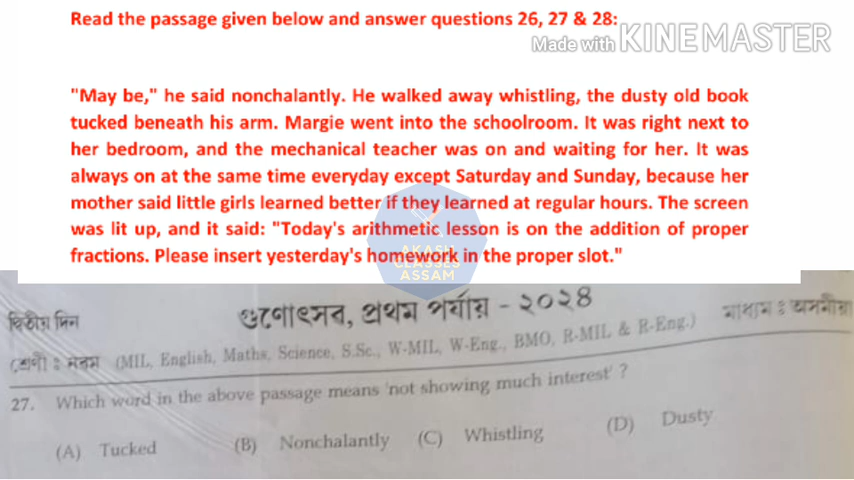 Read the passage given below and answer questions 26, 27 & 28:
Made with KINEMASTER
"May be," he said nonchalantly. He walked away whistling, the dusty old book
tucked beneath his arm. Margie went into the schoolroom. It was right next to
her bedroom, and the mechanical teacher was on and waiting for her. It was
always on at the same time everyday except Saturday and Sunday, because her
mother said little girls learned better if they learned at regular hours. The screen
was lit up, and it said: "Today's arithmetic lesson is on the addition of proper
fractions. Please insert yesterday's homework in the proper slot."
AKASH
CLASSES
ASSAM
দ্বিতীয় দিন
গুণোৎসৱ, প্ৰথম পৰ্যায় - ২০২৪
মাধ্যম : অসমীয়া
শ্ৰেণী : নৱম (MIL, English, Maths, Science, S.Sc., W-MIL, W-Eng., BMO, R-MIL & R-Eng.)
27. Which word in the above passage means 'not showing much interest' ?
(A) Tucked (B) Nonchalantly (C) Whistling (D) Dusty